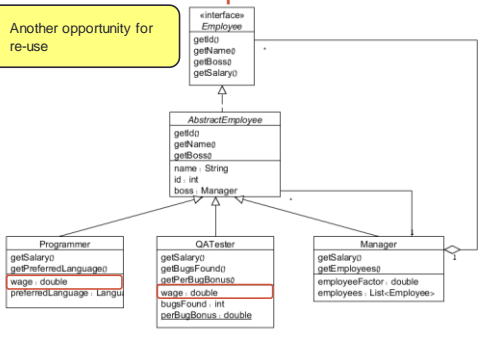 Another opportunity for
re-use
«interface»
Employee
getId()
getName()
getBoss()
getSalary()
*
AbstractEmployee
getId()
getName()
getBoss()
name : String
id : int
boss : Manager
*
1
Programmer
getSalary()
getPreferredLanguage()
wage : double
preferredLanguage : Langu
QATester
getSalary()
getBugsFound()
getPerBugBonus()
wage : double
bugsFound : int
perBugBonus : double
Manager
getSalary()
getEmployees()
employeeFactor : double
employees : List<Employee>
1